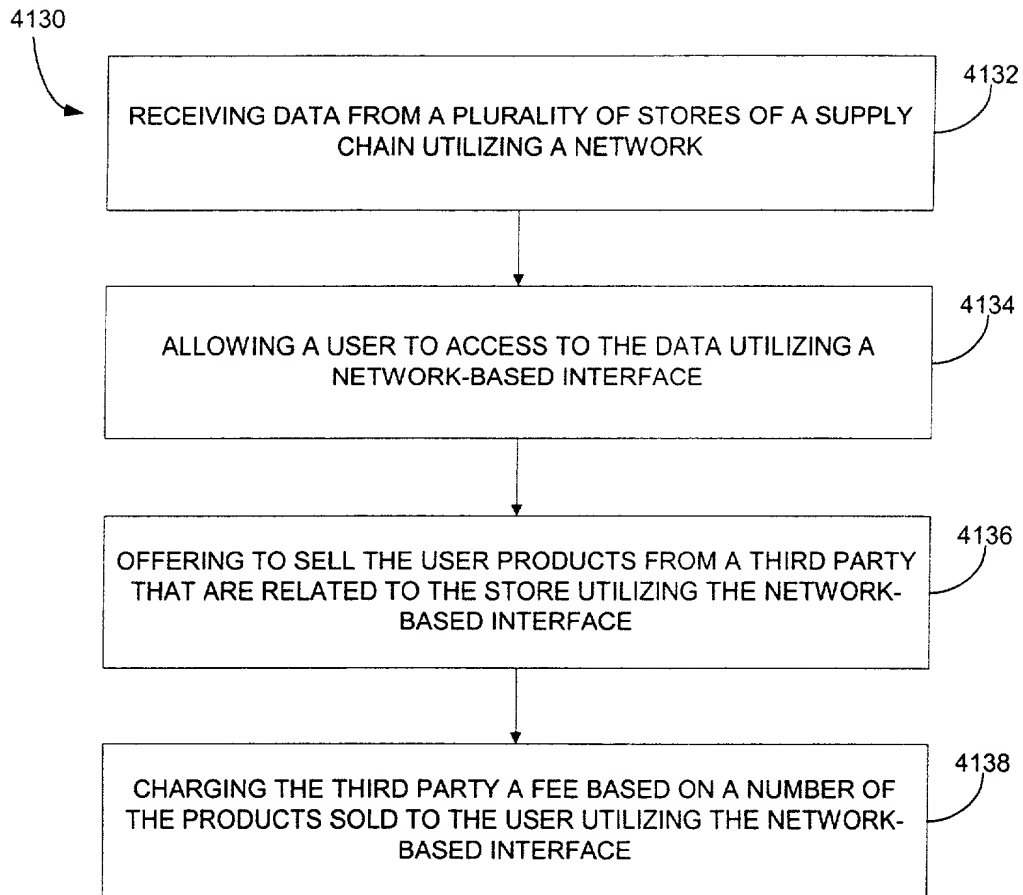 4130
4132
RECEIVING DATA FROM A PLURALITY OF STORES OF A SUPPLY
CHAIN UTILIZING A NETWORK
4134
ALLOWING A USER TO ACCESS TO THE DATA UTILIZING A
NETWORK-BASED INTERFACE
4136
OFFERING TO SELL THE USER PRODUCTS FROM A THIRD PARTY
THAT ARE RELATED TO THE STORE UTILIZING THE NETWORK-
BASED INTERFACE
4138
CHARGING THE THIRD PARTY A FEE BASED ON A NUMBER OF
THE PRODUCTS SOLD TO THE USER UTILIZING THE NETWORK-
BASED INTERFACE